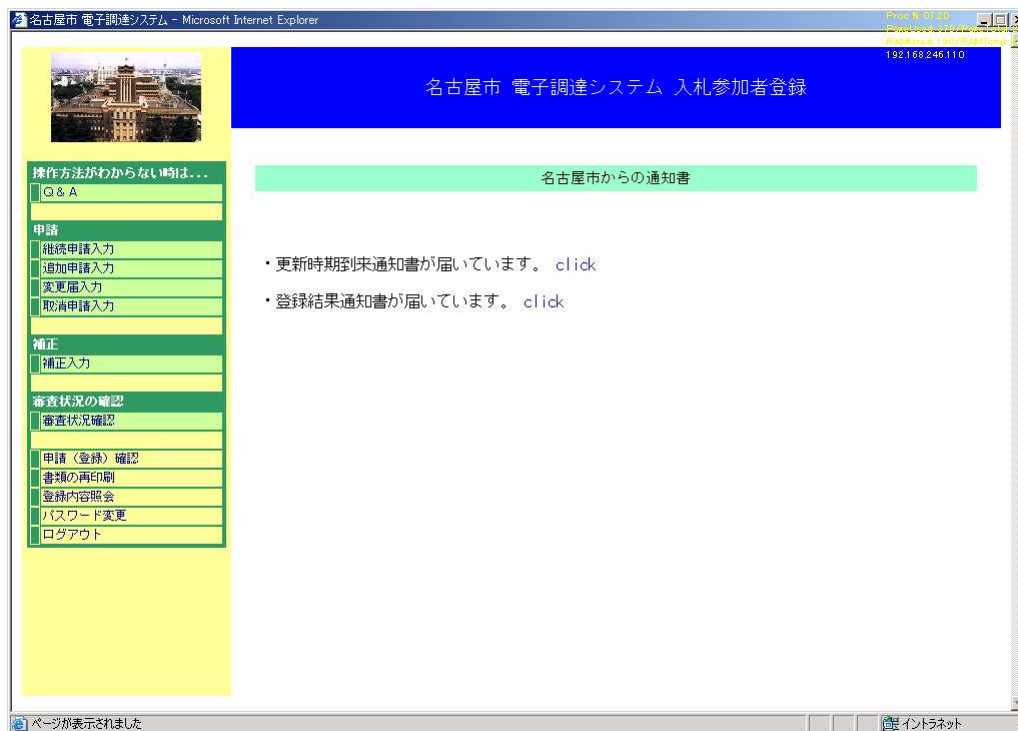 名古屋市 電子調達システム - Microsoft Internet Explorer
192.168.246.110
名古屋市 電子調達システム 入札参加者登録
操作方法がわからない時は...
Q & A
申請
継続申請入力
追加申請入力
変更届入力
取消申請入力
補正
補正入力
審査状況の確認
審査状況確認
申請（登録）確認
書類の再印刷
登録内容照会
パスワード変更
ログアウト
名古屋市からの通知書
・更新時期到来通知書が届いています。 click
・登録結果通知書が届いています。 click
ページが表示されました
イントラネット